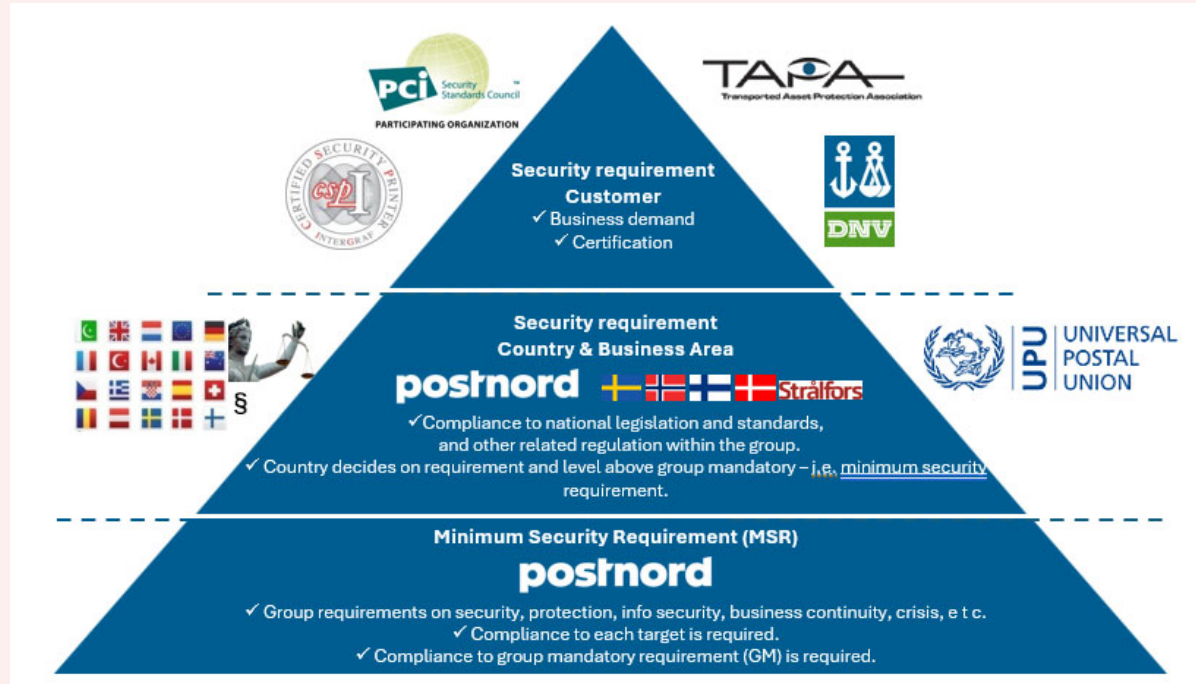 PCI Security Standards Council ™
PARTICIPATING ORGANIZATION
TAPA
Transported Asset Protection Association
CERTIFIED SECURITY PRINTER
cspI
INTERGRAF
DNV
Security requirement
Customer
✓ Business demand
✓ Certification
Security requirement
Country & Business Area
postnord
Strålfors
§
UPU
UNIVERSAL
POSTAL
UNION
✓Compliance to national legislation and standards,
and other related regulation within the group.
✓ Country decides on requirement and level above group mandatory – i.e. minimum security
requirement.
Minimum Security Requirement (MSR)
postnord
✓ Group requirements on security, protection, info security, business continuity, crisis, e t c.
✓ Compliance to each target is required.
✓ Compliance to group mandatory requirement (GM) is required.